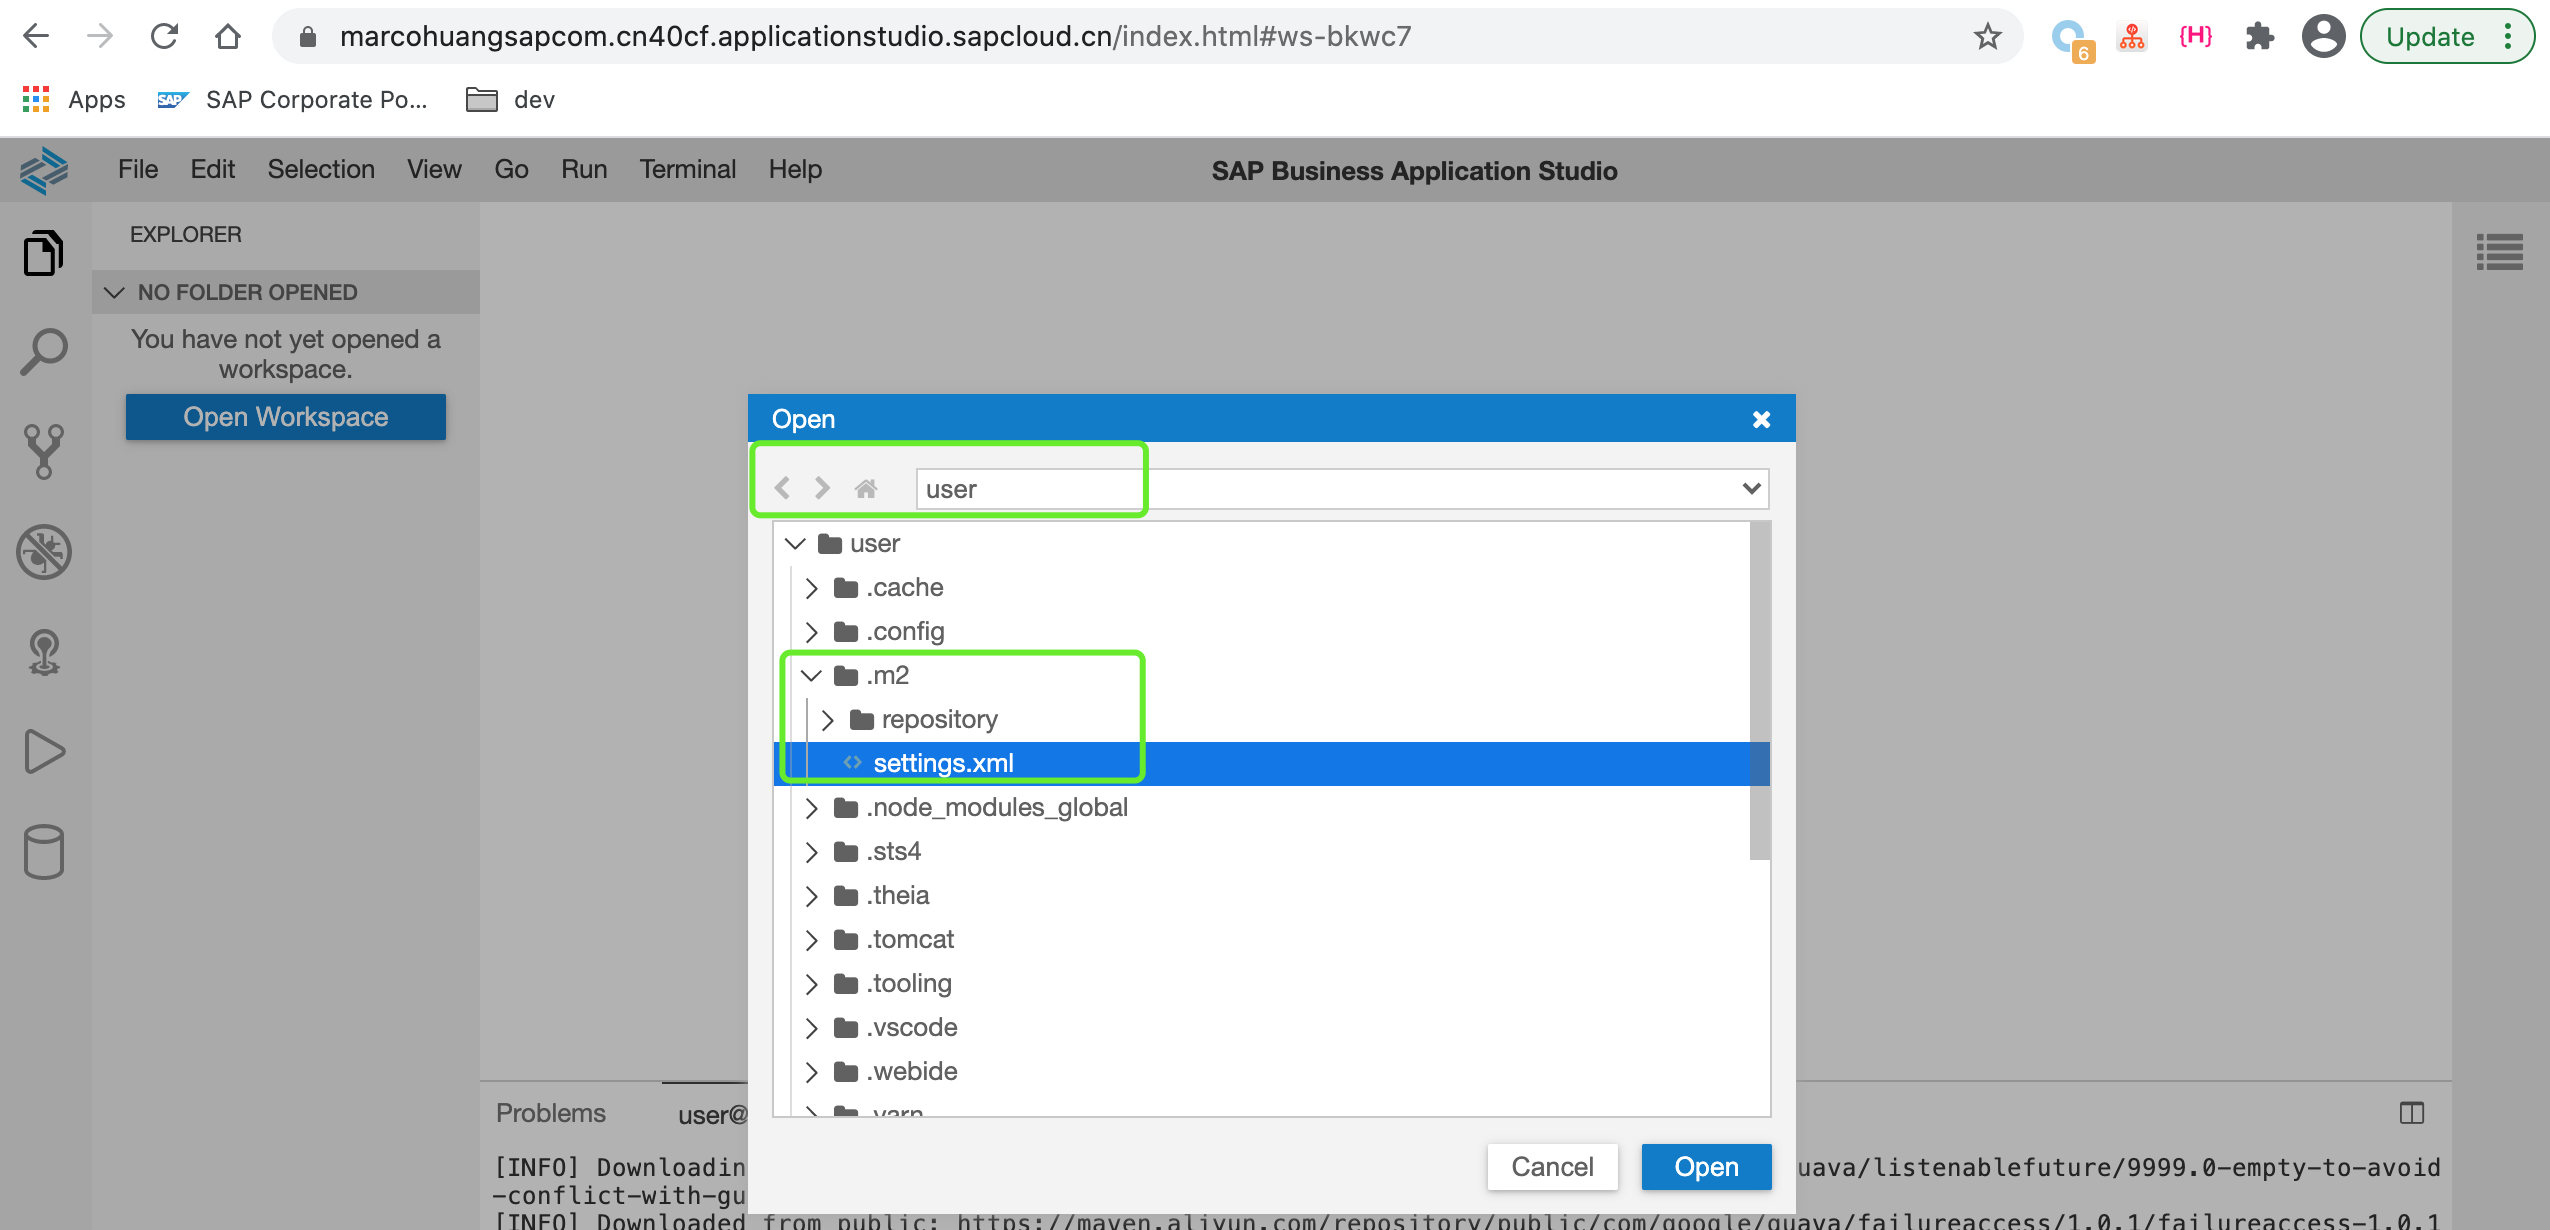 marcohuangsapcom.cn40cf.applicationstudio.sapcloud.cn/index.html#ws-bkwc7
6
{H}
Update
Apps
SAP
SAP Corporate Po...
dev
File Edit Selection View Go Run Terminal Help
SAP Business Application Studio
EXPLORER
NO FOLDER OPENED
You have not yet opened a
workspace.
Open Workspace
Open
user
user
.cache
.config
.m2
repository
settings.xml
.node_modules_global
.sts4
.theia
.tomcat
.tooling
.vscode
.webide
.yarn
Cancel Open
Problems user@
[INFO] Downloadin uava/listenablefuture/9999.0-empty-to-avoid
-conflict-with-gu
[INFO] Downloaded from public: https://maven.aliyun.com/repository/public/com/google/guava/failureaccess/1.0.1/failureaccess-1.0.1